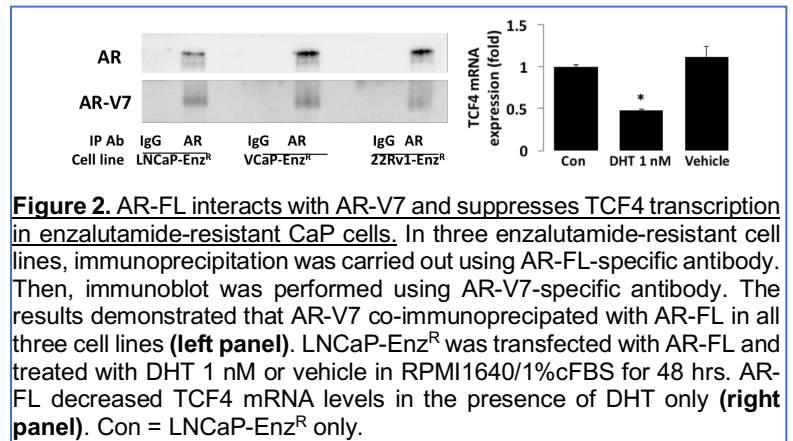 AR
AR-V7
IP Ab IgG AR IgG AR IgG AR
Cell line LNCaP-Enzᴿ VCaP-Enzᴿ 22Rv1-Enzᴿ
TCF4 mRNA
expression (fold)
1.5
1
0.5
0
*
Con DHT 1 nM Vehicle
Figure 2. AR-FL interacts with AR-V7 and suppresses TCF4 transcription
in enzalutamide-resistant CaP cells. In three enzalutamide-resistant cell
lines, immunoprecipitation was carried out using AR-FL-specific antibody.
Then, immunoblot was performed using AR-V7-specific antibody. The
results demonstrated that AR-V7 co-immunoprecipated with AR-FL in all
three cell lines (left panel). LNCaP-Enzᴿ was transfected with AR-FL and
treated with DHT 1 nM or vehicle in RPMI1640/1%cFBS for 48 hrs. AR-
FL decreased TCF4 mRNA levels in the presence of DHT only (right
panel). Con = LNCaP-Enzᴿ only.